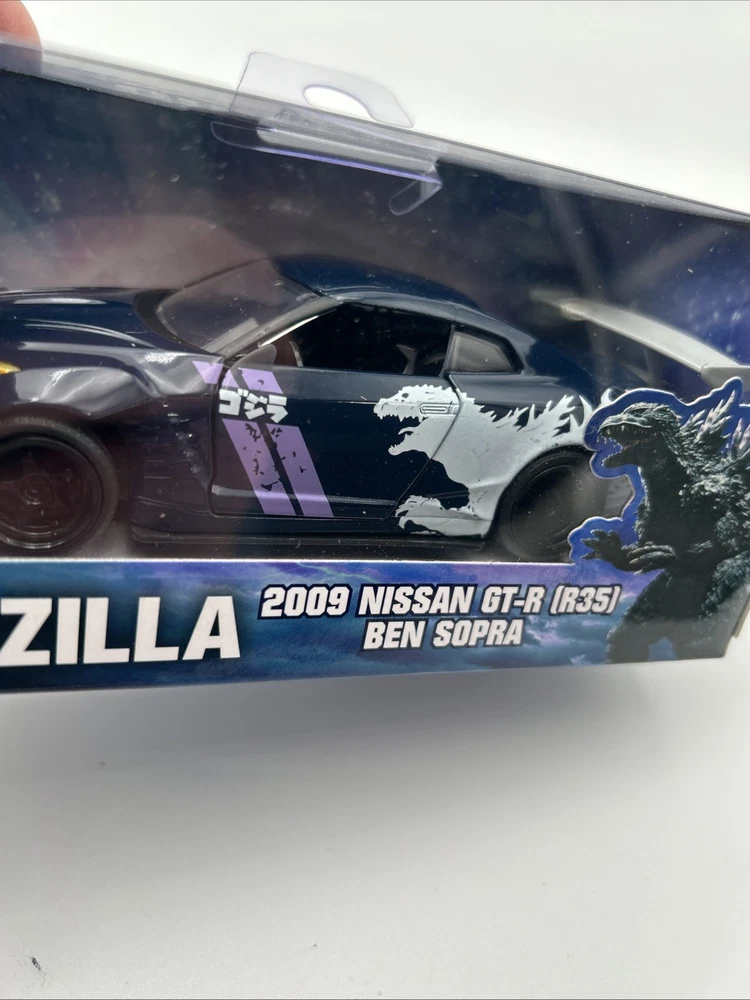 ゴジラ
ZILLA
2009 NISSAN GT-R (R35)
BEN SOPRA